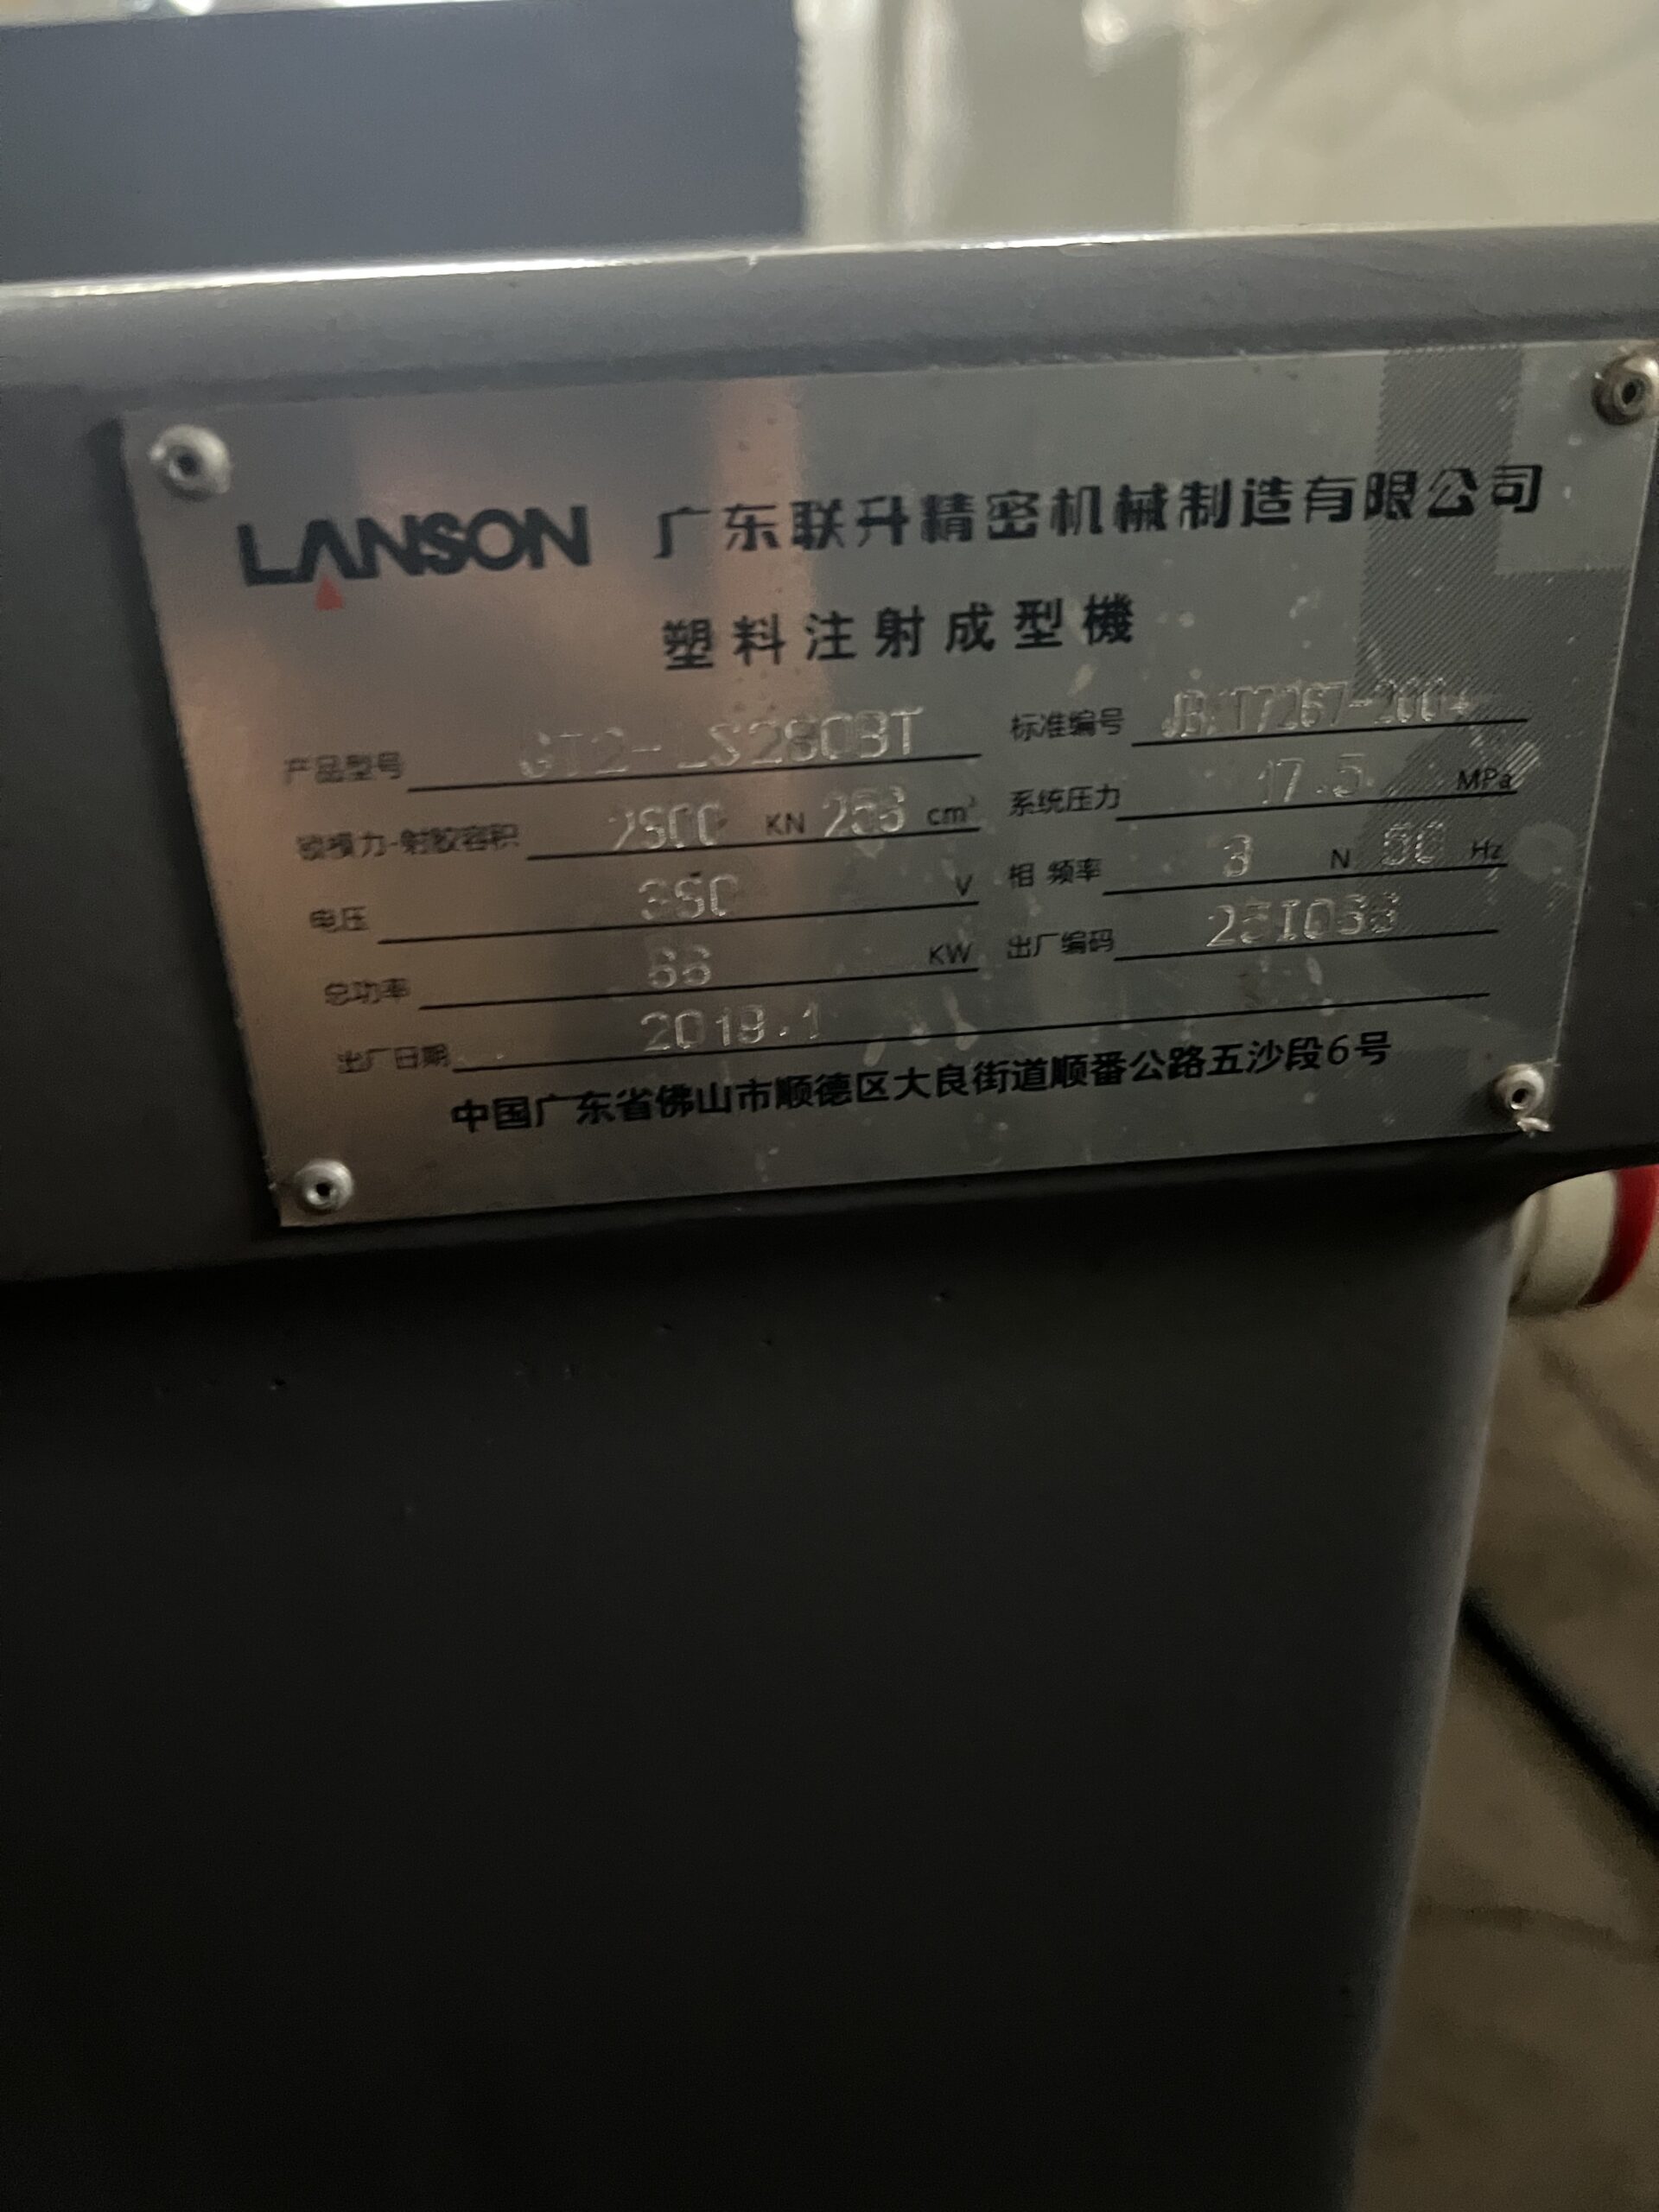 LANSON 广东联升精密机械制造有限公司
塑料注射成型機
产品型号 GT2-LS280BT 标准编号 JB/T7267-2004
锁模力-射胶容积 2800 KN cm³ 系统压力 17.5 MPa
电压 380 V 相 频率 3 N 50 Hz
总功率 KW 出厂编码
出厂日期 2019.1
中国广东省佛山市顺德区大良街道顺番公路五沙段6号